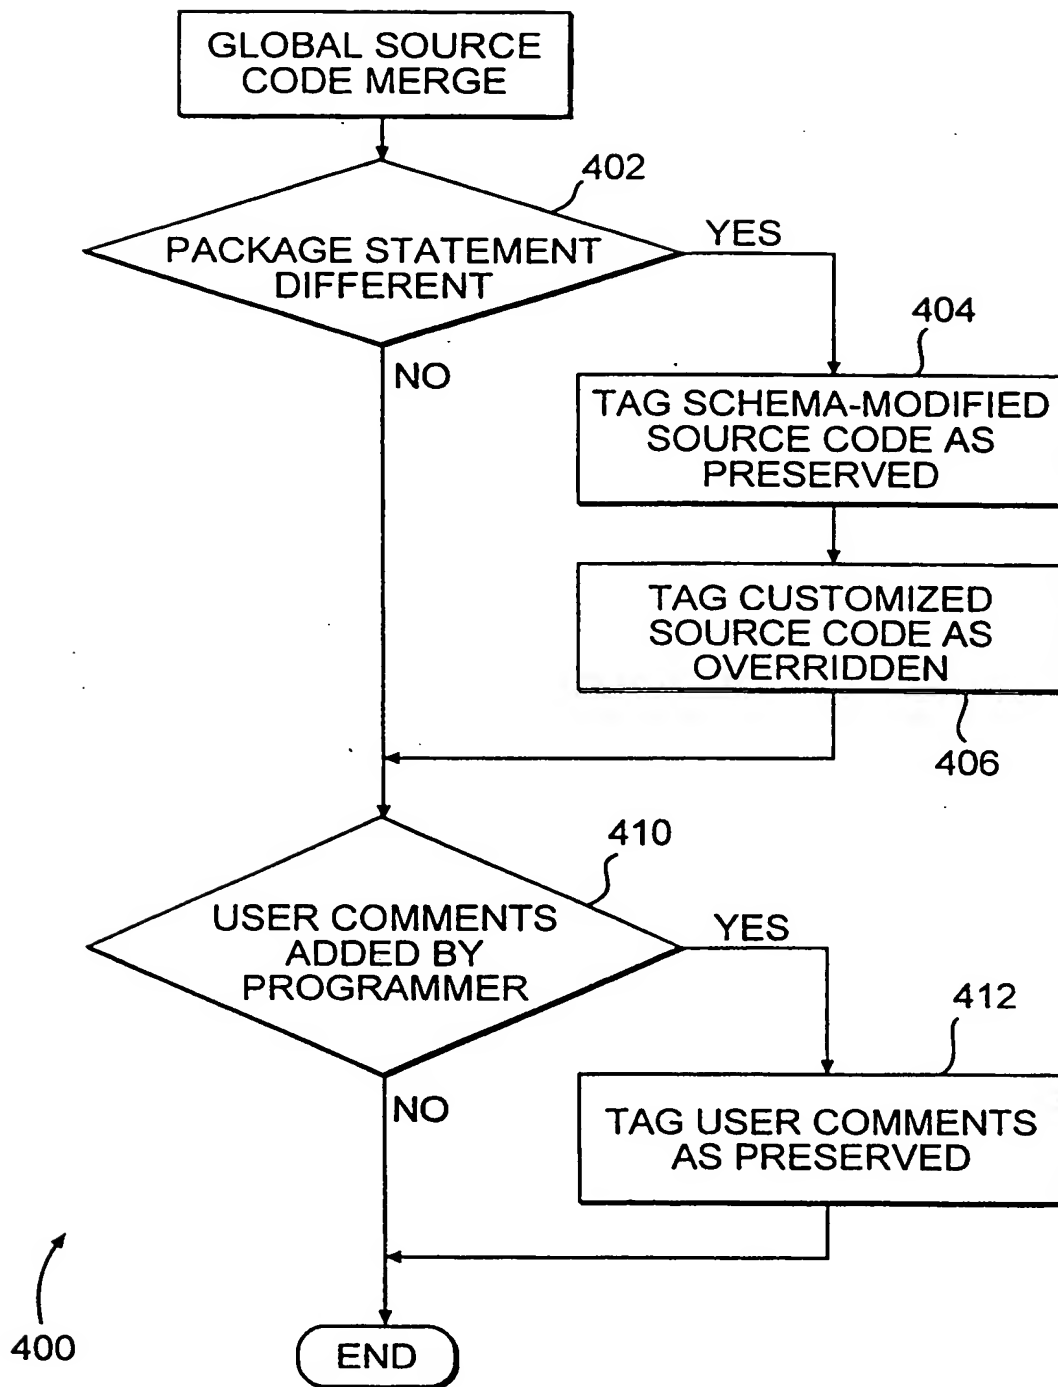 GLOBAL SOURCE
CODE MERGE
402
PACKAGE STATEMENT
DIFFERENT
YES
NO
404
TAG SCHEMA-MODIFIED
SOURCE CODE AS
PRESERVED
TAG CUSTOMIZED
SOURCE CODE AS
OVERRIDDEN
406
410
USER COMMENTS
ADDED BY
PROGRAMMER
YES
NO
412
TAG USER COMMENTS
AS PRESERVED
400
END